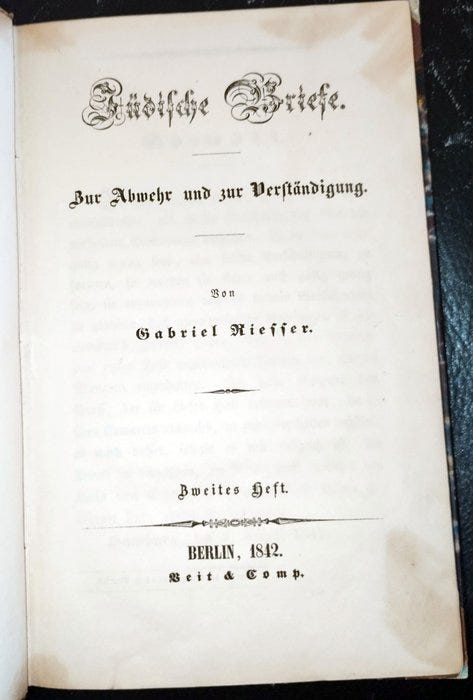 Jüdische Briefe.
Zur Abwehr und zur Verständigung.
Von
Gabriel Riesser.
Zweites Heft.
BERLIN, 1842.
Veit & Comp.